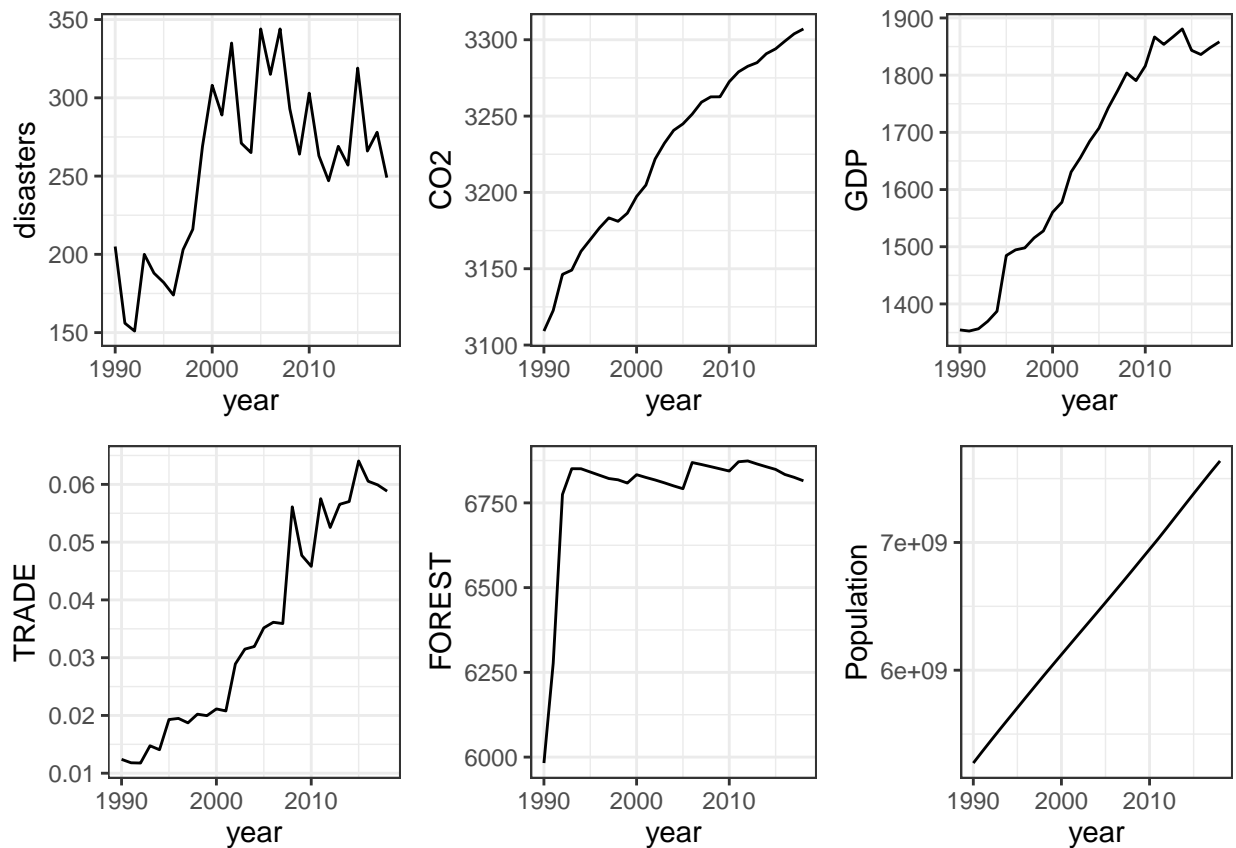 disasters
350
300
250
200
150
1990 2000 2010
year
CO2
3300
3250
3200
3150
3100
1990 2000 2010
year
GDP
1900
1800
1700
1600
1500
1400
1990 2000 2010
year
TRADE
0.06
0.05
0.04
0.03
0.02
0.01
1990 2000 2010
year
FOREST
6750
6500
6250
6000
1990 2000 2010
year
Population
7e+09
6e+09
1990 2000 2010
year